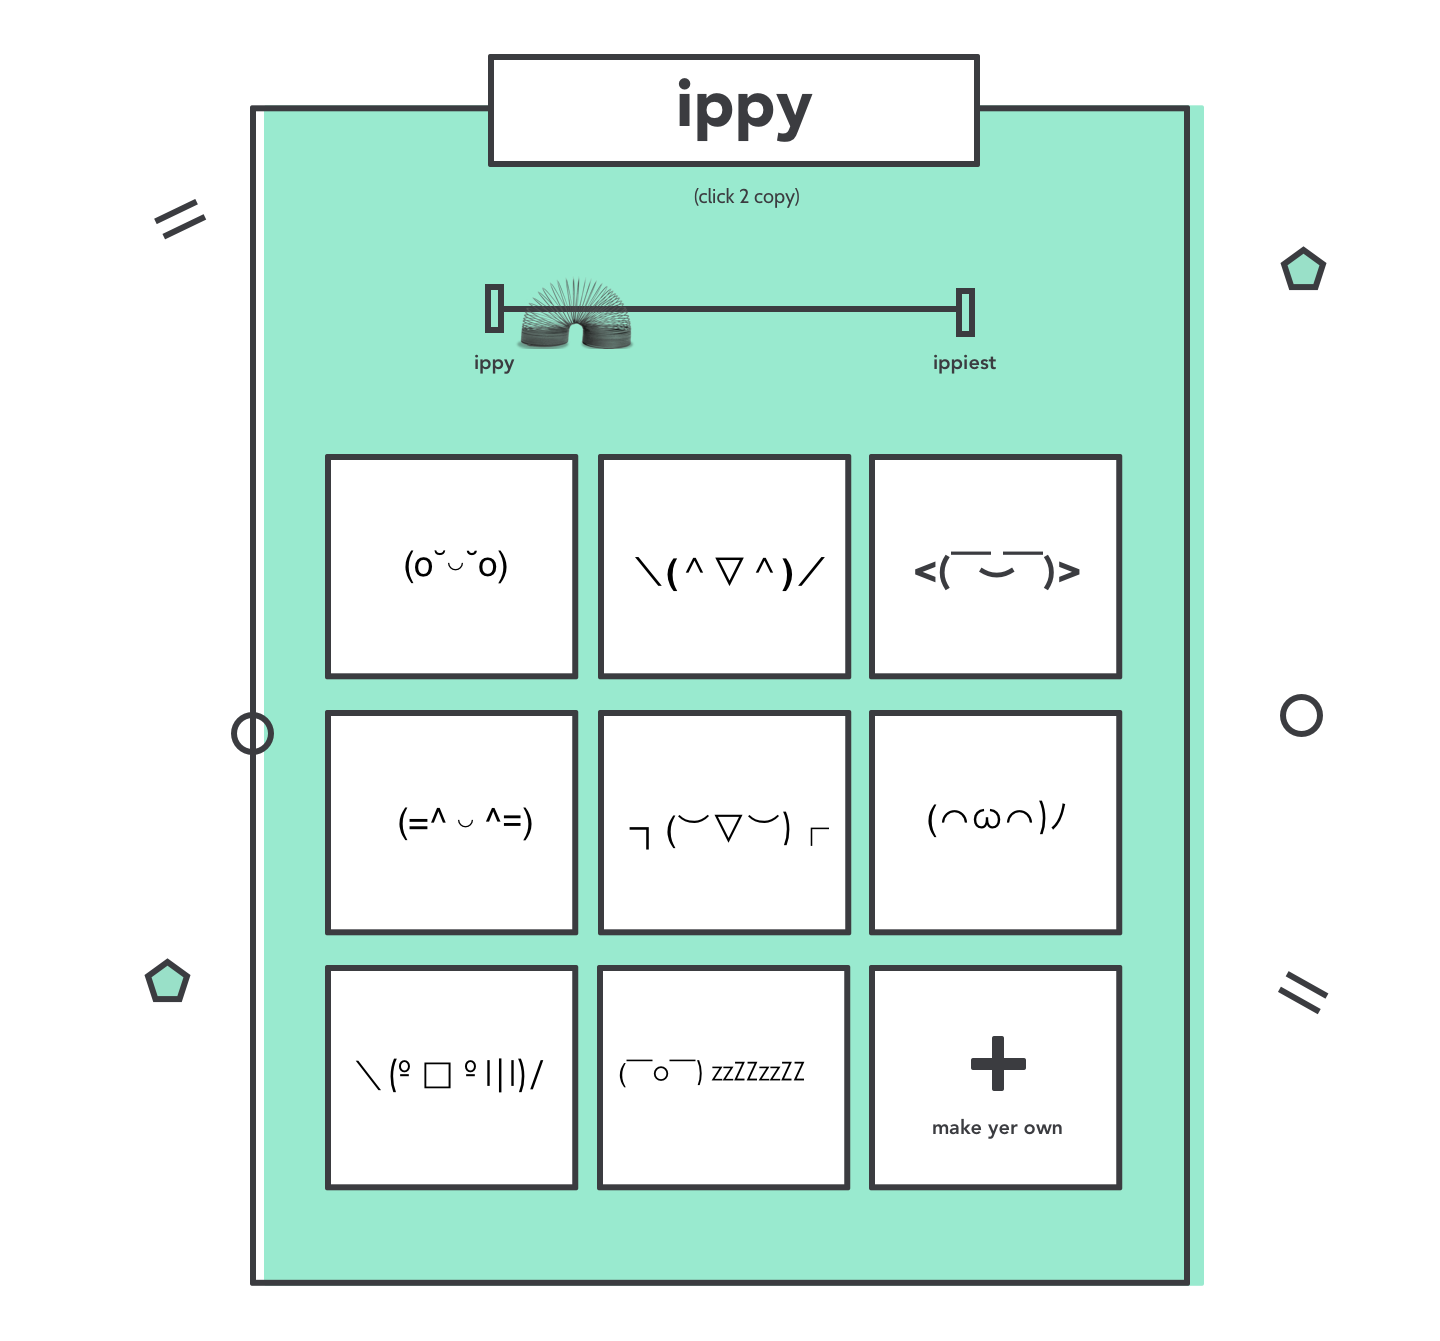 ippy
(click 2 copy)
ippy
ippiest
(o˘◡˘o)
＼(＾▽＾)／
<(￣︶￣)>
(=^ ◡ ^=)
┓(︶▽︶)┌
(⌒ω⌒)ﾉ
＼(º □ º l|l)/
(￣o￣) zzZZzzZZ
make yer own